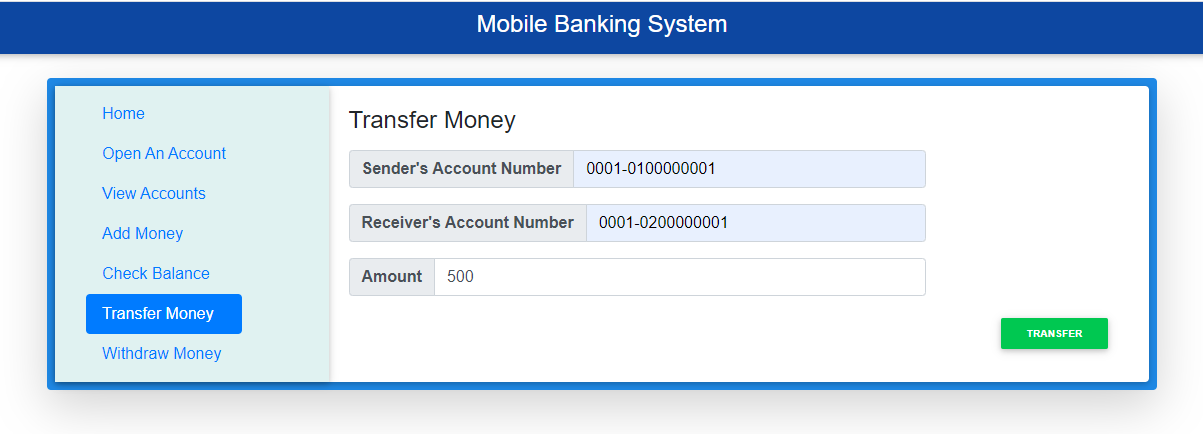 Mobile Banking System
Home
Open An Account
View Accounts
Add Money
Check Balance
Transfer Money
Withdraw Money
Transfer Money
Sender's Account Number 0001-0100000001
Receiver's Account Number 0001-0200000001
Amount 500
TRANSFER